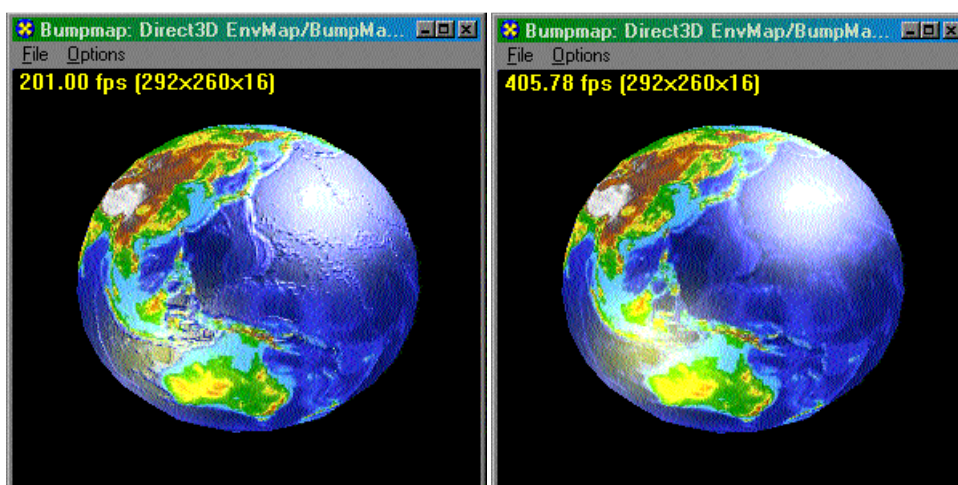 Bumpmap: Direct3D EnvMap/BumpMa...
File Options
201.00 fps (292x260x16)
Bumpmap: Direct3D EnvMap/BumpMa...
File Options
405.78 fps (292x260x16)